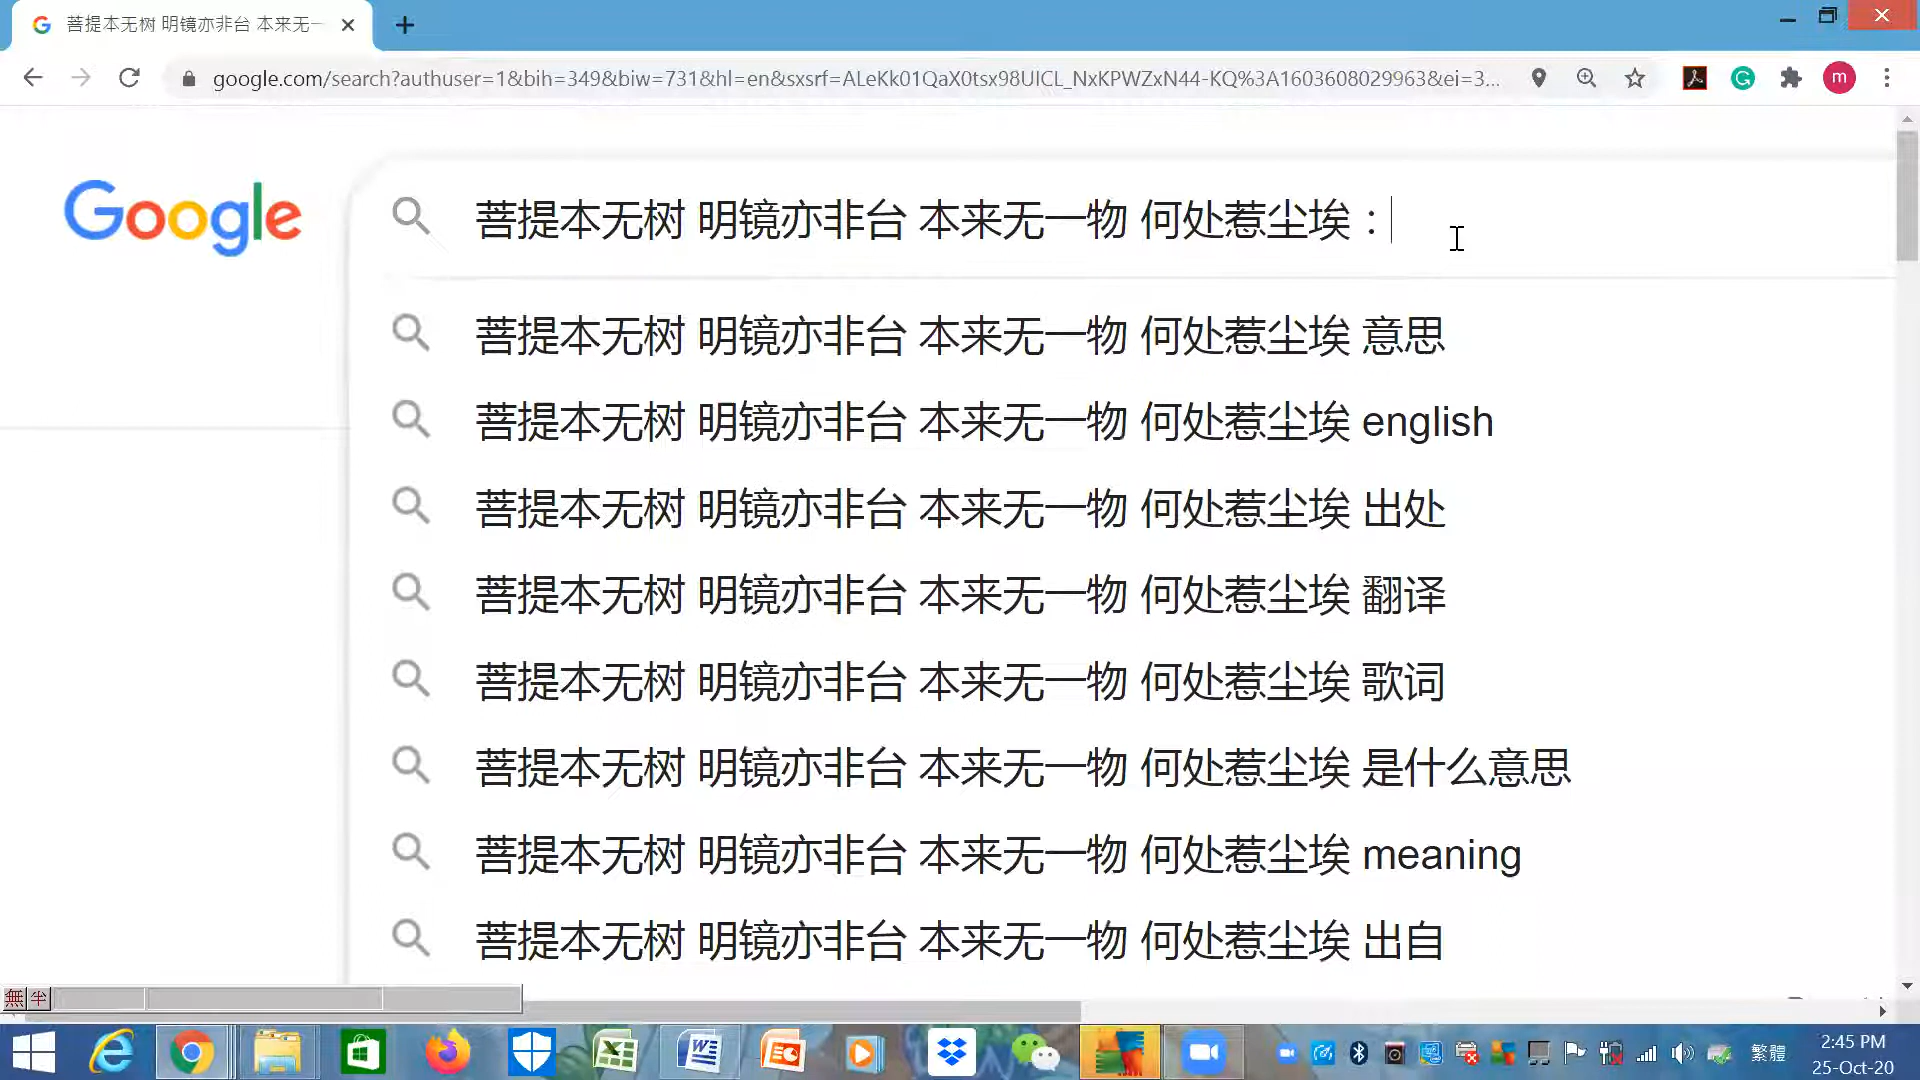 菩提本无树 明镜亦非台 本来无一
google.com/search?authuser=1&bih=349&biw=731&hl=en&sxsrf=ALeKk01QaX0tsx98UICL_NxKPWZxN44-KQ%3A1603608029963&ei=3...
m
Google
菩提本无树 明镜亦非台 本来无一物 何处惹尘埃：
菩提本无树 明镜亦非台 本来无一物 何处惹尘埃 意思
菩提本无树 明镜亦非台 本来无一物 何处惹尘埃 english
菩提本无树 明镜亦非台 本来无一物 何处惹尘埃 出处
菩提本无树 明镜亦非台 本来无一物 何处惹尘埃 翻译
菩提本无树 明镜亦非台 本来无一物 何处惹尘埃 歌词
菩提本无树 明镜亦非台 本来无一物 何处惹尘埃 是什么意思
菩提本无树 明镜亦非台 本来无一物 何处惹尘埃 meaning
菩提本无树 明镜亦非台 本来无一物 何处惹尘埃 出自
無 半
繁體
2:45 PM
25-Oct-20